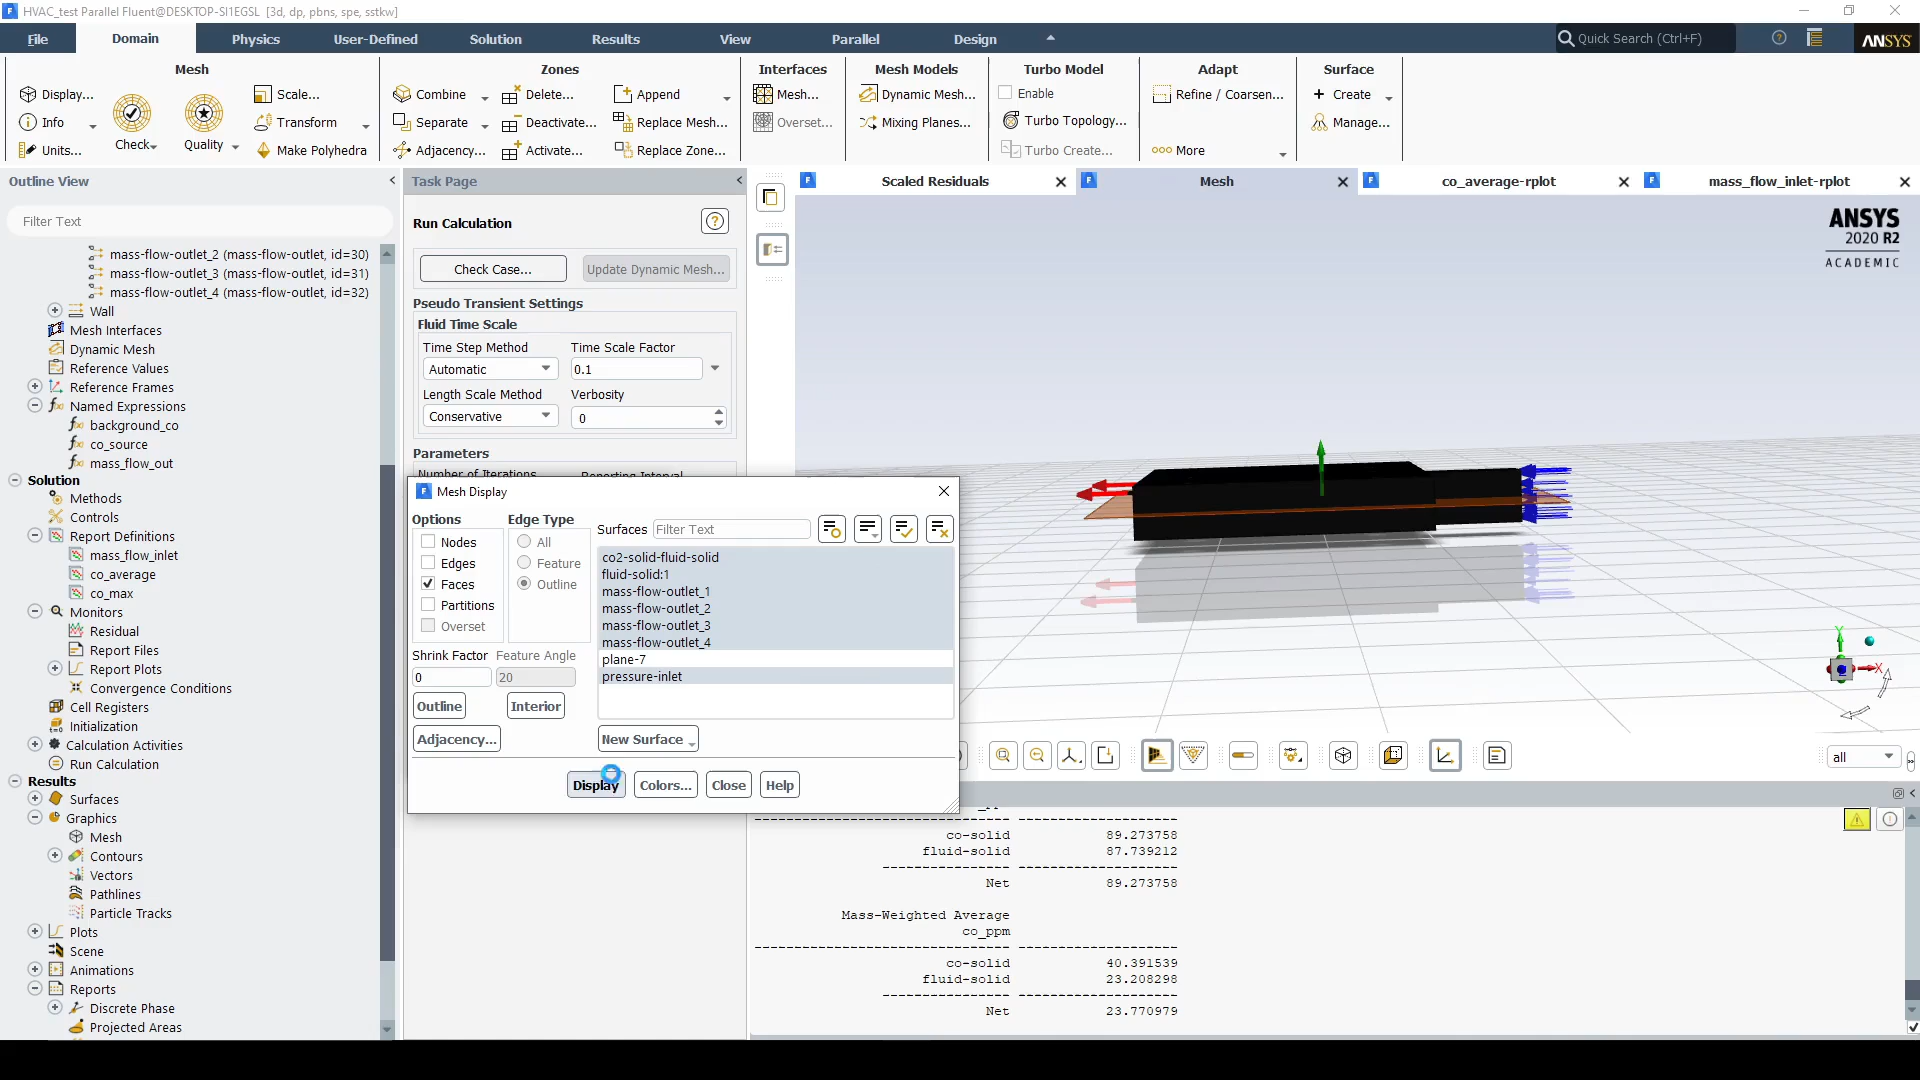 HVAC_test Parallel Fluent@DESKTOP-SI1EGSL [3d, dp, pbns, spe, sstkw]
File
Domain
Physics
User-Defined
Solution
Results
View
Parallel
Design
Quick Search (Ctrl+F)
ANSYS
Mesh
Display...
Info
Units...
Check
Quality
Scale...
Transform
Make Polyhedra
Zones
Combine
Separate
Adjacency...
Delete...
Deactivate...
Activate...
Append
Replace Mesh...
Replace Zone...
Interfaces
Mesh...
Overset...
Mesh Models
Dynamic Mesh...
Mixing Planes...
Turbo Model
Enable
Turbo Topology...
Turbo Create...
Adapt
Refine / Coarsen...
More
Surface
Create
Manage...
Outline View
Filter Text
mass-flow-outlet_2 (mass-flow-outlet, id=30)
mass-flow-outlet_3 (mass-flow-outlet, id=31)
mass-flow-outlet_4 (mass-flow-outlet, id=32)
Wall
Mesh Interfaces
Dynamic Mesh
Reference Values
Reference Frames
Named Expressions
background_co
co_source
mass_flow_out
Solution
Methods
Controls
Report Definitions
mass_flow_inlet
co_average
co_max
Monitors
Residual
Report Files
Report Plots
Convergence Conditions
Cell Registers
Initialization
Calculation Activities
Run Calculation
Results
Surfaces
Graphics
Mesh
Contours
Vectors
Pathlines
Particle Tracks
Plots
Scene
Animations
Reports
Discrete Phase
Projected Areas
Task Page
Run Calculation
Check Case...
Update Dynamic Mesh...
Pseudo Transient Settings
Fluid Time Scale
Time Step Method
Time Scale Factor
Automatic
0.1
Length Scale Method
Verbosity
Conservative
0
Parameters
Number of Iterations
Reporting Interval
Mesh Display
Options
Nodes
Edges
Faces
Partitions
Overset
Edge Type
All
Feature
Outline
Shrink Factor
Feature Angle
0
20
Outline
Interior
Adjacency...
Surfaces
Filter Text
co2-solid-fluid-solid
fluid-solid:1
mass-flow-outlet_1
mass-flow-outlet_2
mass-flow-outlet_3
mass-flow-outlet_4
plane-7
pressure-inlet
New Surface
Display
Colors...
Close
Help
Scaled Residuals
Mesh
co_average-rplot
mass_flow_inlet-rplot
ANSYS
2020 R2
ACADEMIC
Y
X
Z
all
co-solid 89.273758
fluid-solid 87.739212
---------------- --------------------
Net 89.273758
Mass-Weighted Average
co_ppm
co-solid 40.391539
fluid-solid 23.208298
---------------- --------------------
Net 23.770979